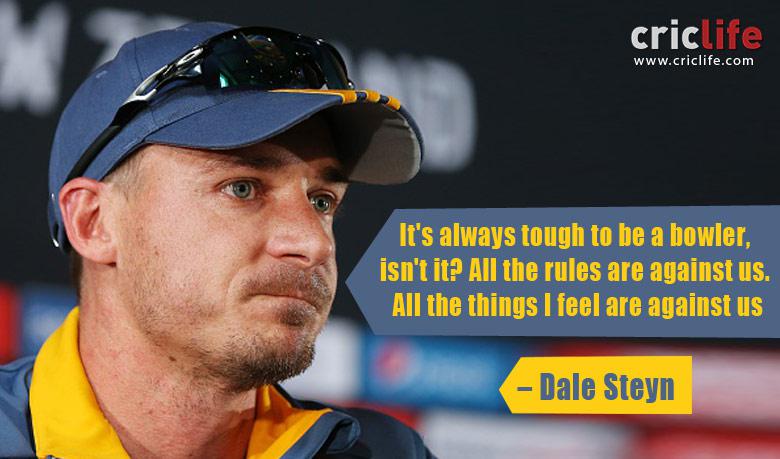 criclife
www.criclife.com
It's always tough to be a bowler,
isn't it? All the rules are against us.
All the things I feel are against us
– Dale Steyn